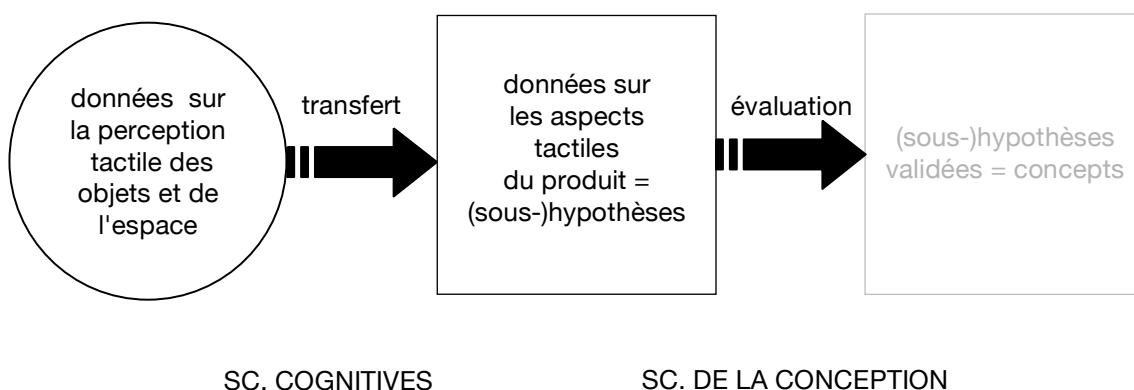 données sur
la perception
tactile des
objets et de
l'espace
transfert
données sur
les aspects
tactiles
du produit =
(sous-)hypothèses
évaluation
(sous-)hypothèses
validées = concepts
SC. COGNITIVES
SC. DE LA CONCEPTION